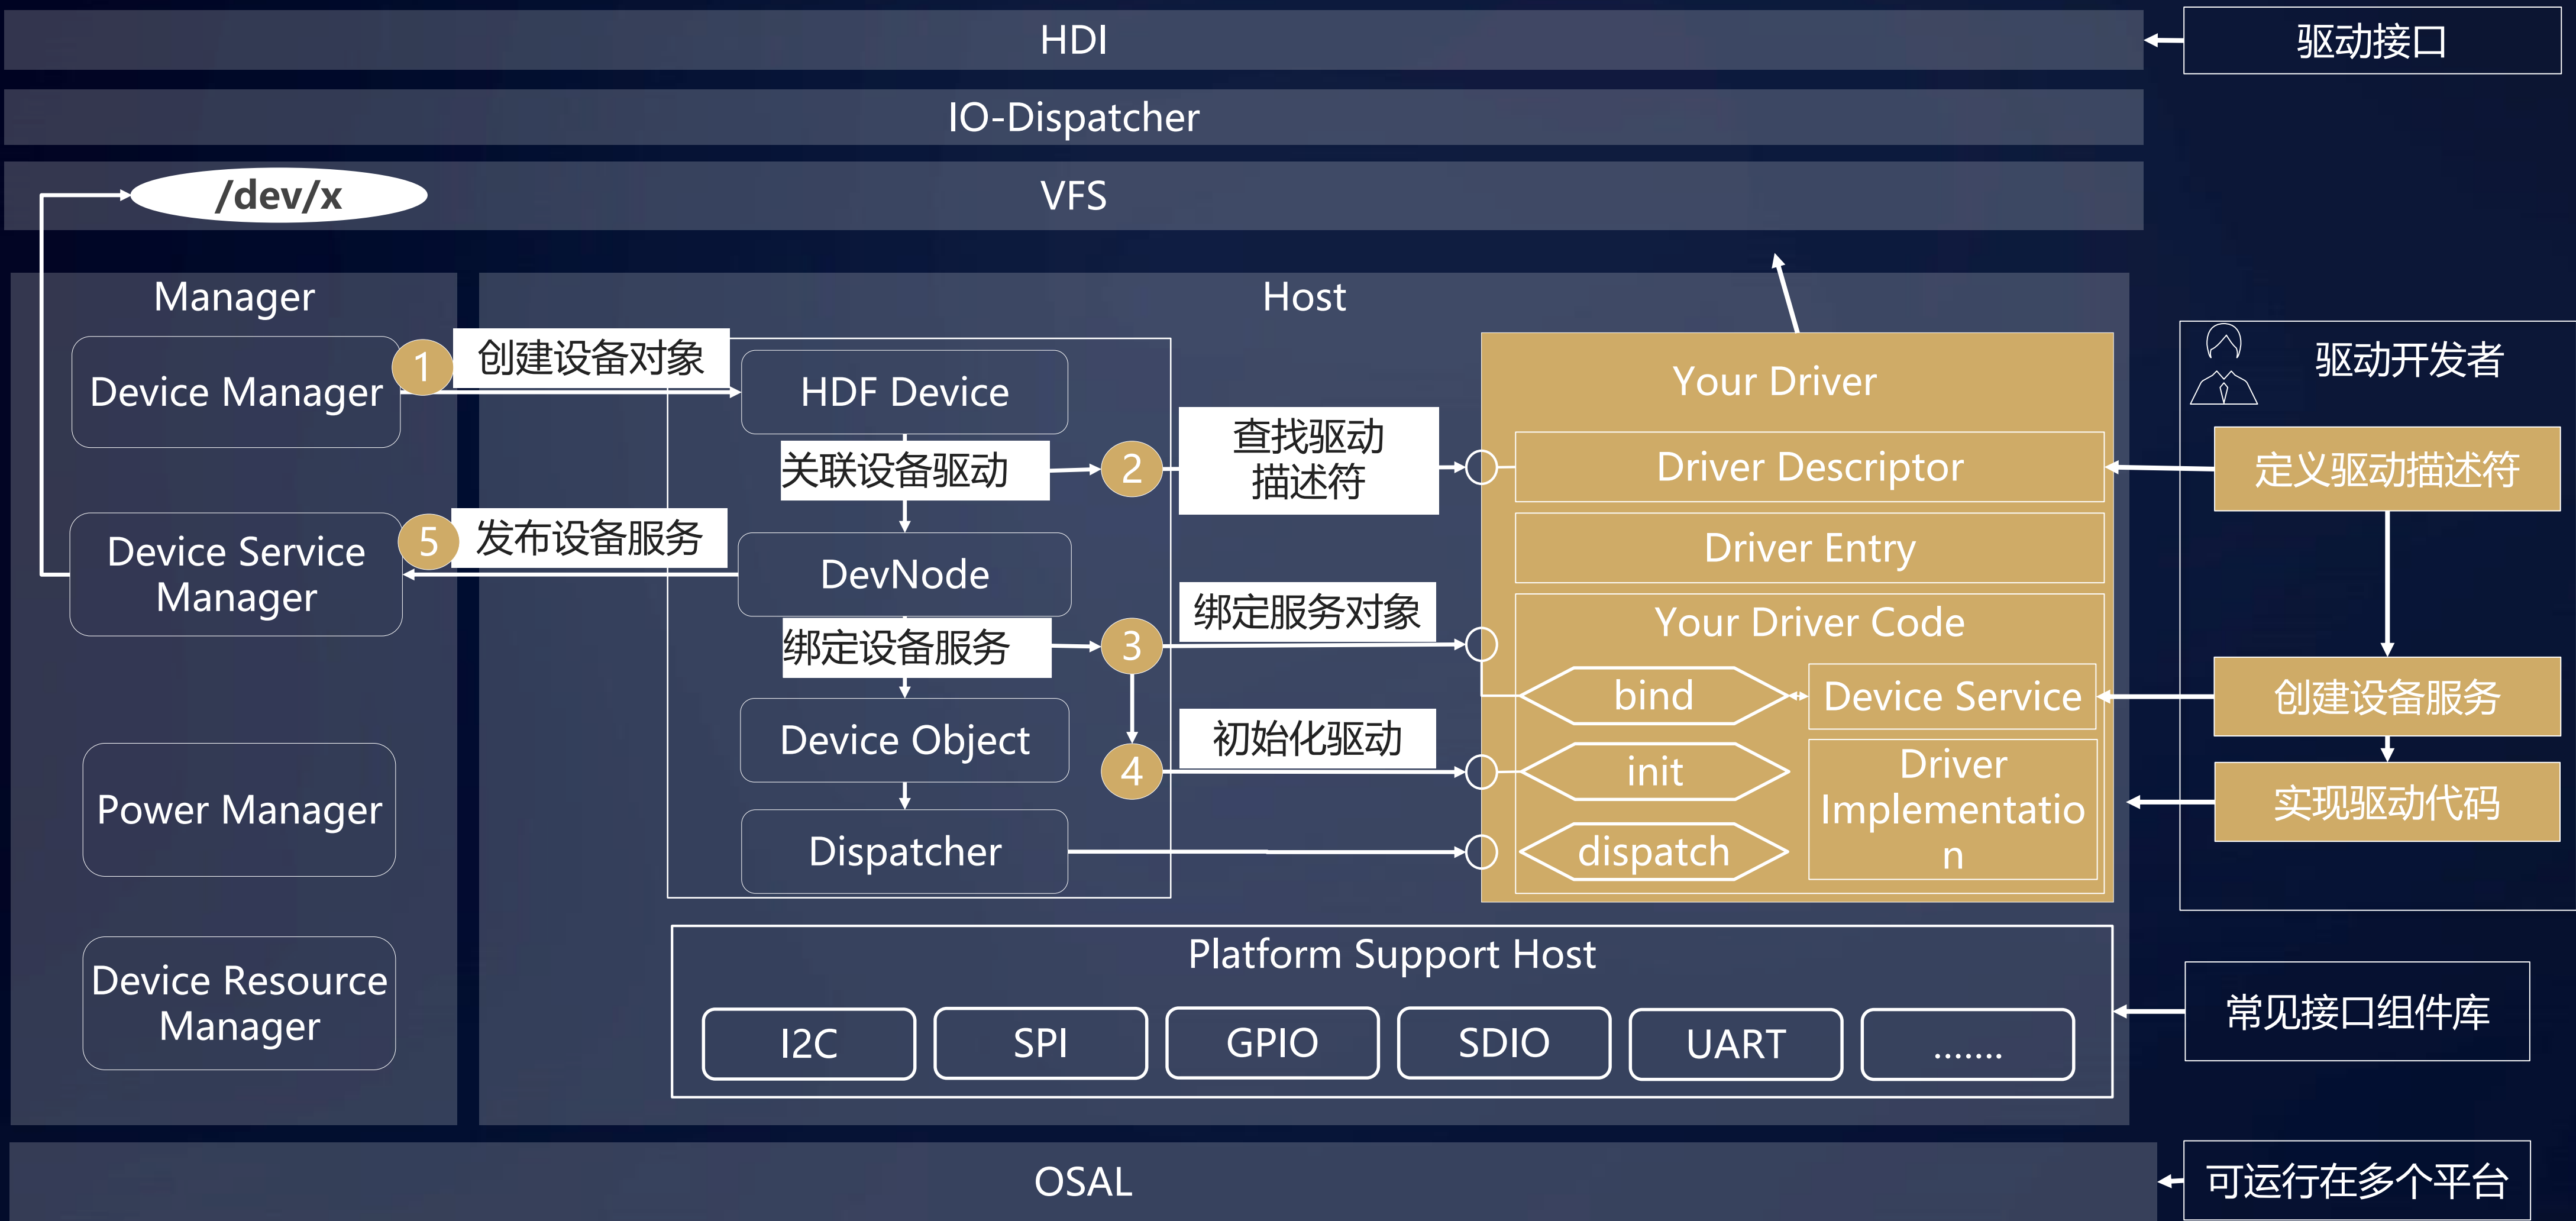 HDI
驱动接口
IO-Dispatcher
/dev/x
VFS
Manager
Host
Device Manager
1
创建设备对象
HDF Device
关联设备驱动
2
查找驱动
描述符
Your Driver
Driver Descriptor
Driver Entry
驱动开发者
定义驱动描述符
Device Service
Manager
5
发布设备服务
DevNode
绑定设备服务
3
绑定服务对象
Your Driver Code
bind
Device Service
创建设备服务
Device Object
4
初始化驱动
init
Driver
Implementatio
n
实现驱动代码
Power Manager
Dispatcher
dispatch
Device Resource
Manager
Platform Support Host
I2C
SPI
GPIO
SDIO
UART
.......
常见接口组件库
OSAL
可运行在多个平台